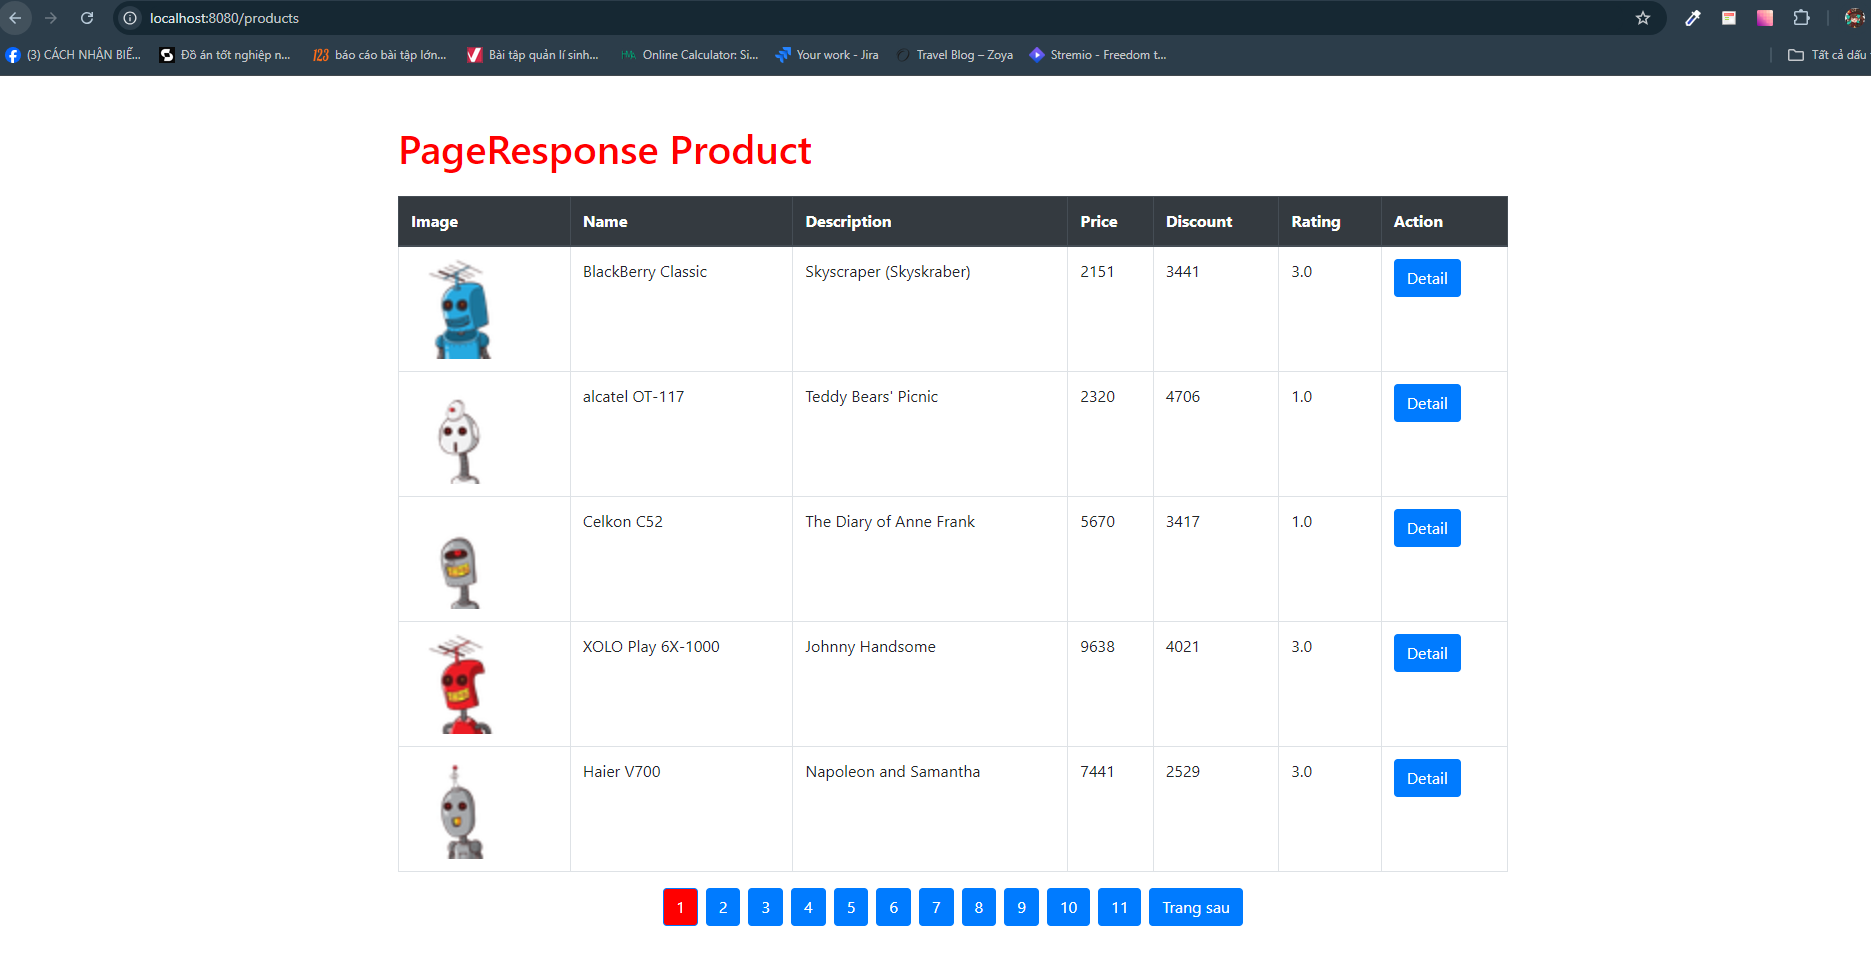 localhost:8080/products
(3) CÁCH NHẬN BIẾ... Đồ án tốt nghiệp n... 123 báo cáo bài tập lớn... Bài tập quản lí sinh... Online Calculator: Si... Your work - Jira Travel Blog – Zoya Stremio - Freedom t... Tất cả dấu
PageResponse Product
Image Name Description Price Discount Rating Action
BlackBerry Classic Skyscraper (Skyskraber) 2151 3441 3.0 Detail
alcatel OT-117 Teddy Bears' Picnic 2320 4706 1.0 Detail
Celkon C52 The Diary of Anne Frank 5670 3417 1.0 Detail
XOLO Play 6X-1000 Johnny Handsome 9638 4021 3.0 Detail
Haier V700 Napoleon and Samantha 7441 2529 3.0 Detail
1 2 3 4 5 6 7 8 9 10 11 Trang sau